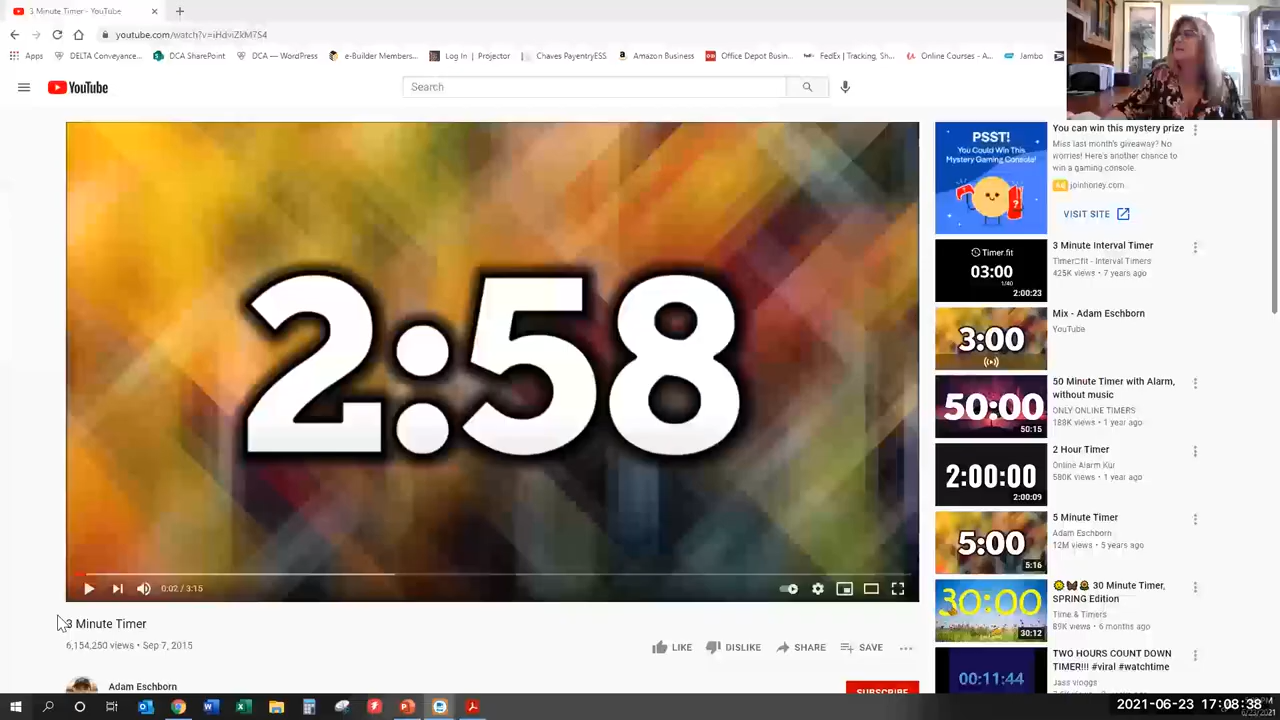 3 Minute Timer - YouTube
youtube.com/watch?v=iHdviZkM7S4
Apps
DELTA Conveyance...
DCA SharePoint
DCA — WordPress
e-Builder Members...
Log In | Projector
Chaves PayentryESS
Amazon Business
Office Depot Busin...
FedEx | Tracking, Sh...
Online Courses - A...
Jambo
YouTube
Search
2:58
0:02 / 3:15
3 Minute Timer
6,154,250 views • Sep 7, 2015
LIKE
DISLIKE
SHARE
SAVE
Adam Eschborn
SUBSCRIBE
PSST!
You Could Win This
Mystery Gaming Console!
You can win this mystery prize
Miss last month's giveaway? No
worries! Here's another chance to
win a gaming console.
Ad joinhoney.com
VISIT SITE
Timer.fit
03:00
1/40
2:00:23
3 Minute Interval Timer
425K views • 7 years ago
3:00
Mix - Adam Eschborn
YouTube
50:00
50:15
50 Minute Timer with Alarm,
without music
ONLY ONLINE TIMERS
188K views • 1 year ago
2:00:00
2:00:09
2 Hour Timer
Online Alarm Kur
580K views • 1 year ago
5:00
5:16
5 Minute Timer
Adam Eschborn
12M views • 5 years ago
30:00
30:12
30 Minute Timer,
SPRING Edition
Time & Timers
89K views • 6 months ago
00:11:44
TWO HOURS COUNT DOWN
TIMER!!! #viral #watchtime
Jass vloggs
2021-06-23 17:08:38